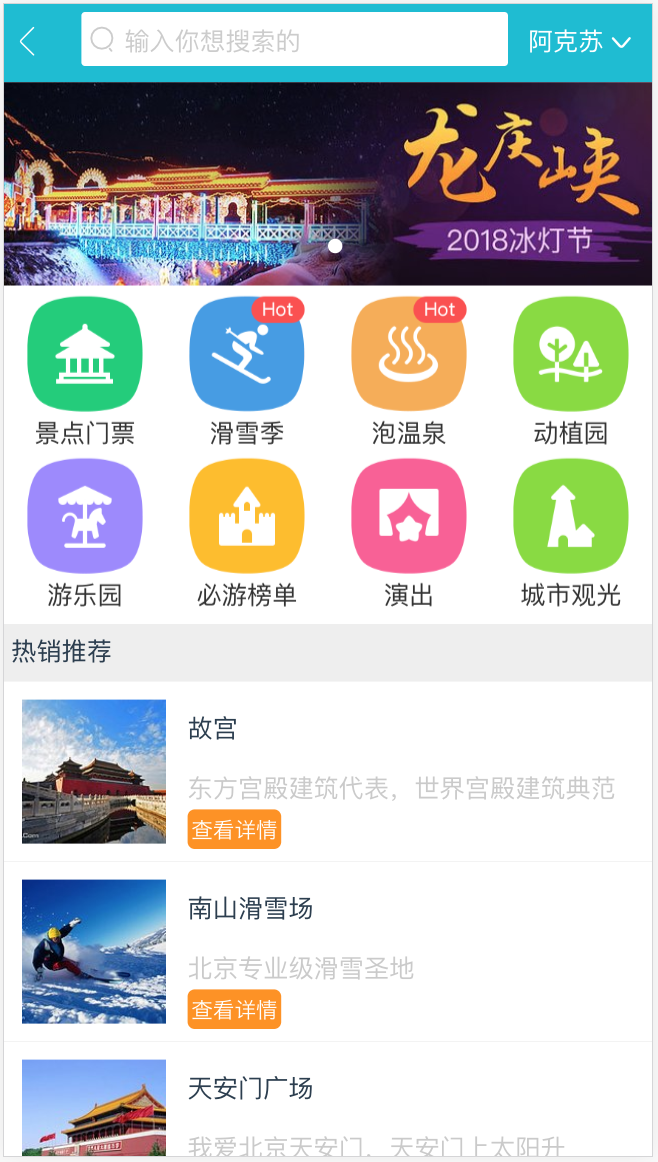 输入你想搜索的
阿克苏
龙庆峡
2018冰灯节
Hot
Hot
景点门票
滑雪季
泡温泉
动植园
游乐园
必游榜单
演出
城市观光
热销推荐
故宫
东方宫殿建筑代表，世界宫殿建筑典范
查看详情
南山滑雪场
北京专业级滑雪圣地
查看详情
天安门广场
我爱北京天安门，天安门上太阳升